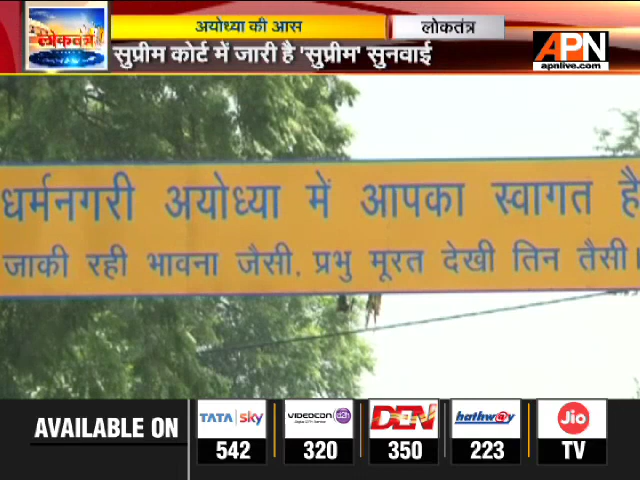 लोकतंत्र
अयोध्या की आस
लोकतंत्र
सुप्रीम कोर्ट में जारी है 'सुप्रीम' सुनवाई
APN
apnlive.com
धर्मनगरी अयोध्या में आपका स्वागत है
जाकी रही भावना जैसी, प्रभु मूरत देखी तिन तैसी।
AVAILABLE ON
TATA sky
542
VIDEOCON d2h
320
DEN
350
hathway
223
Jio
TV